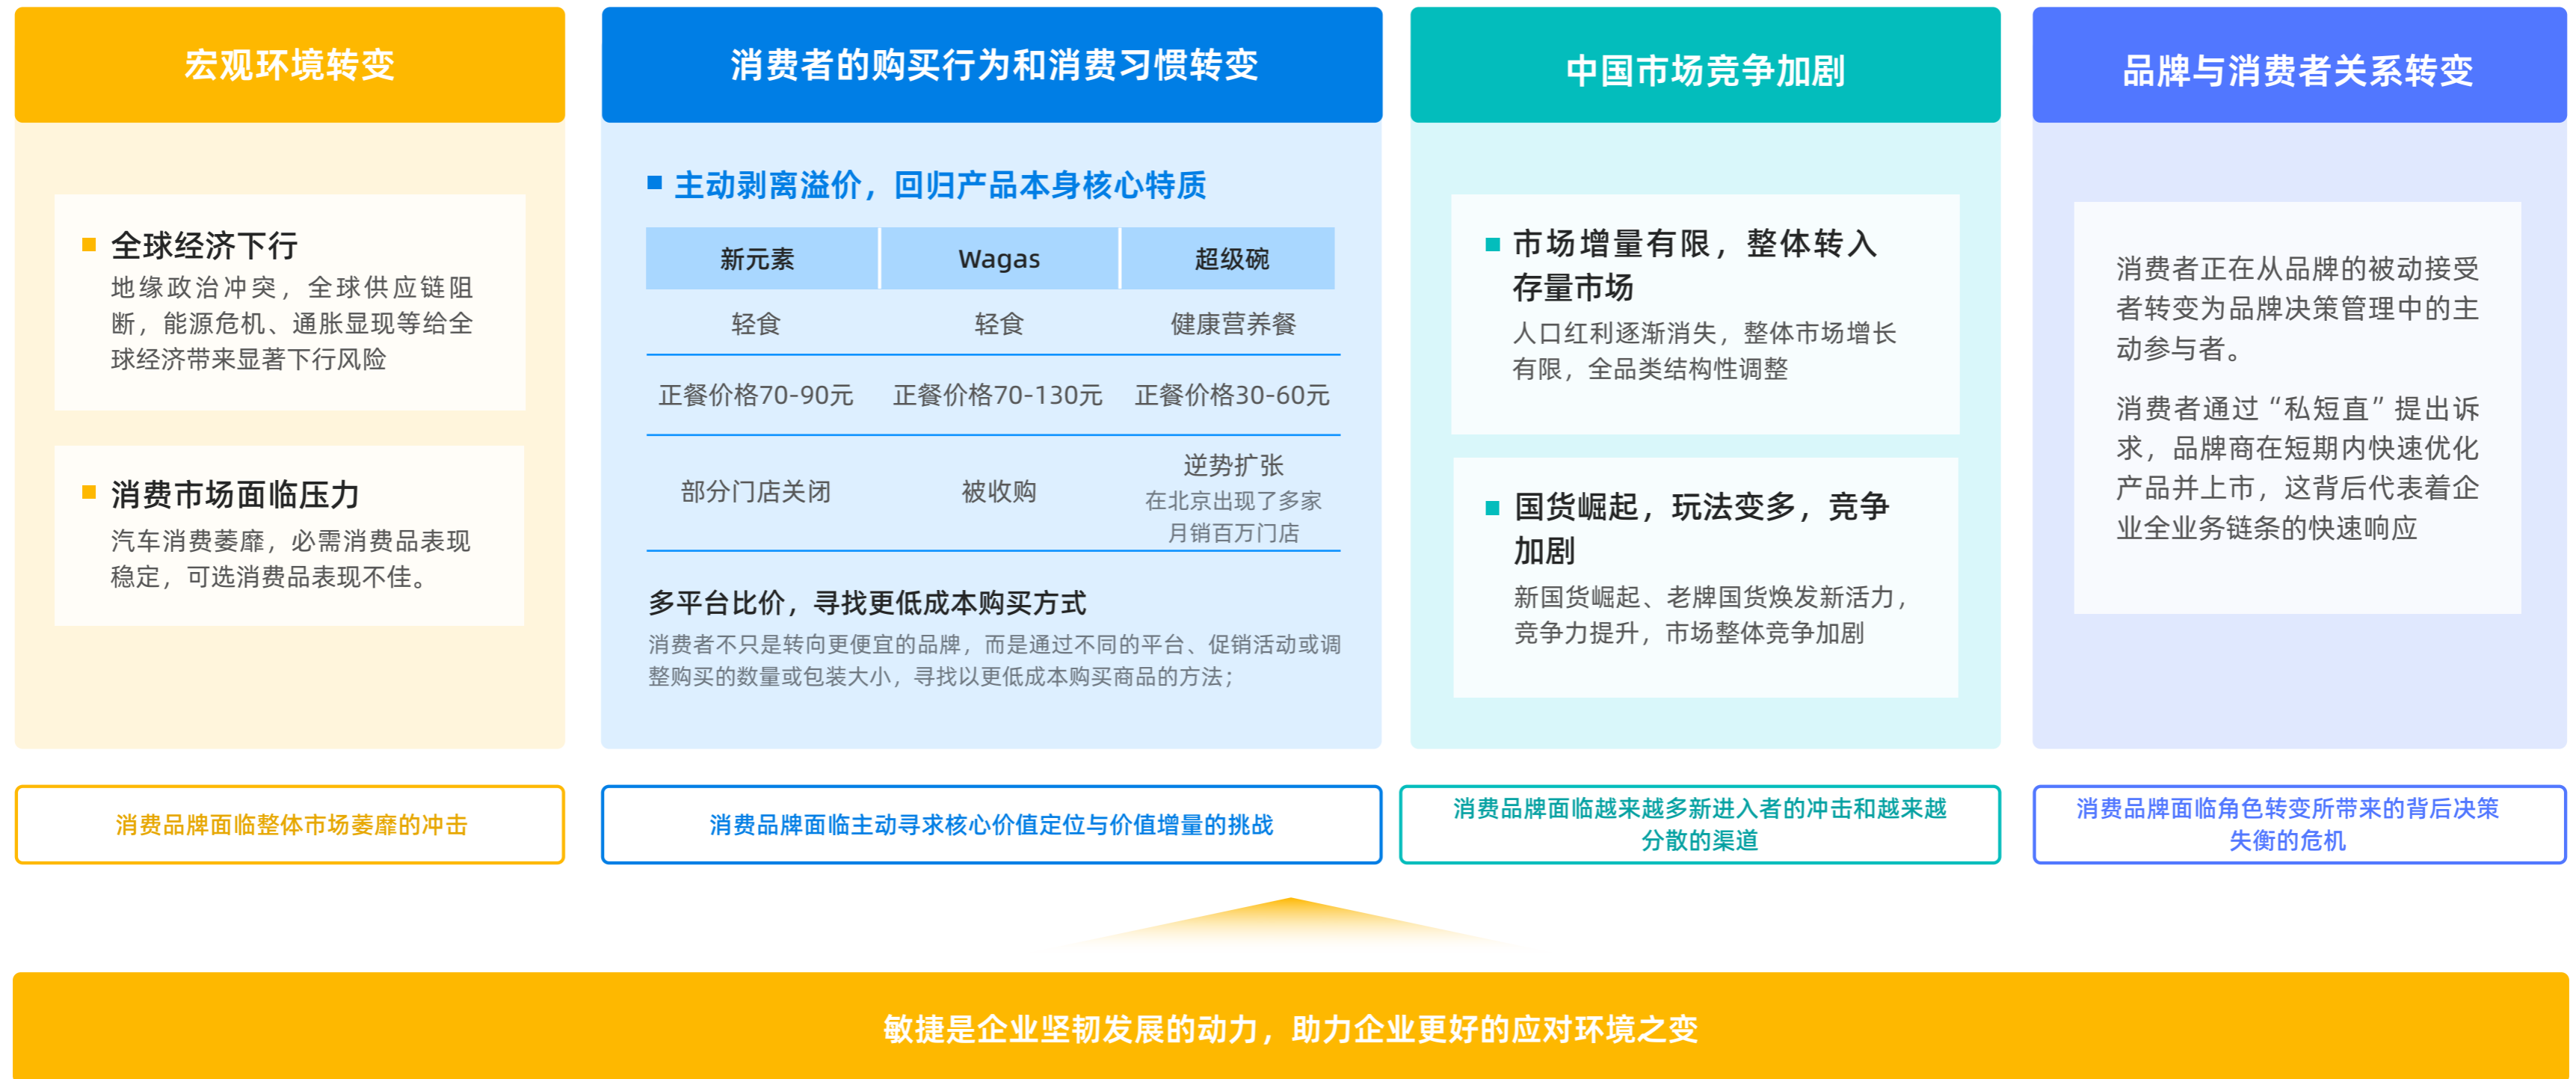 宏观环境转变
全球经济下行
地缘政治冲突，全球供应链阻
断，能源危机、通胀显现等给全
球经济带来显著下行风险
消费市场面临压力
汽车消费萎靡，必需消费品表现
稳定，可选消费品表现不佳。
消费品牌面临整体市场萎靡的冲击
消费者的购买行为和消费习惯转变
主动剥离溢价，回归产品本身核心特质
新元素 Wagas 超级碗
轻食 轻食 健康营养餐
正餐价格70-90元 正餐价格70-130元 正餐价格30-60元
部分门店关闭 被收购 逆势扩张
在北京出现了多家
月销百万门店
多平台比价，寻找更低成本购买方式
消费者不只是转向更便宜的品牌，而是通过不同的平台、促销活动或调
整购买的数量或包装大小，寻找以更低成本购买商品的方法；
消费品牌面临主动寻求核心价值定位与价值增量的挑战
中国市场竞争加剧
市场增量有限，整体转入
存量市场
人口红利逐渐消失，整体市场增长
有限，全品类结构性调整
国货崛起，玩法变多，竞争
加剧
新国货崛起、老牌国货焕发新活力，
竞争力提升，市场整体竞争加剧
消费品牌面临越来越多新进入者的冲击和越来越
分散的渠道
品牌与消费者关系转变
消费者正在从品牌的被动接受
者转变为品牌决策管理中的主
动参与者。
消费者通过“私短直”提出诉
求，品牌商在短期内快速优化
产品并上市，这背后代表着企
业全业务链条的快速响应
消费品牌面临角色转变所带来的背后决策
失衡的危机
敏捷是企业坚韧发展的动力，助力企业更好的应对环境之变